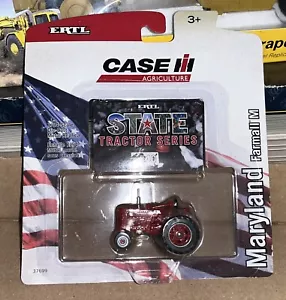 ERTL
3+
CASE IH
AGRICULTURE
ERTL
STATE
TRACTOR SERIES
Maryland
Farmall M
37699